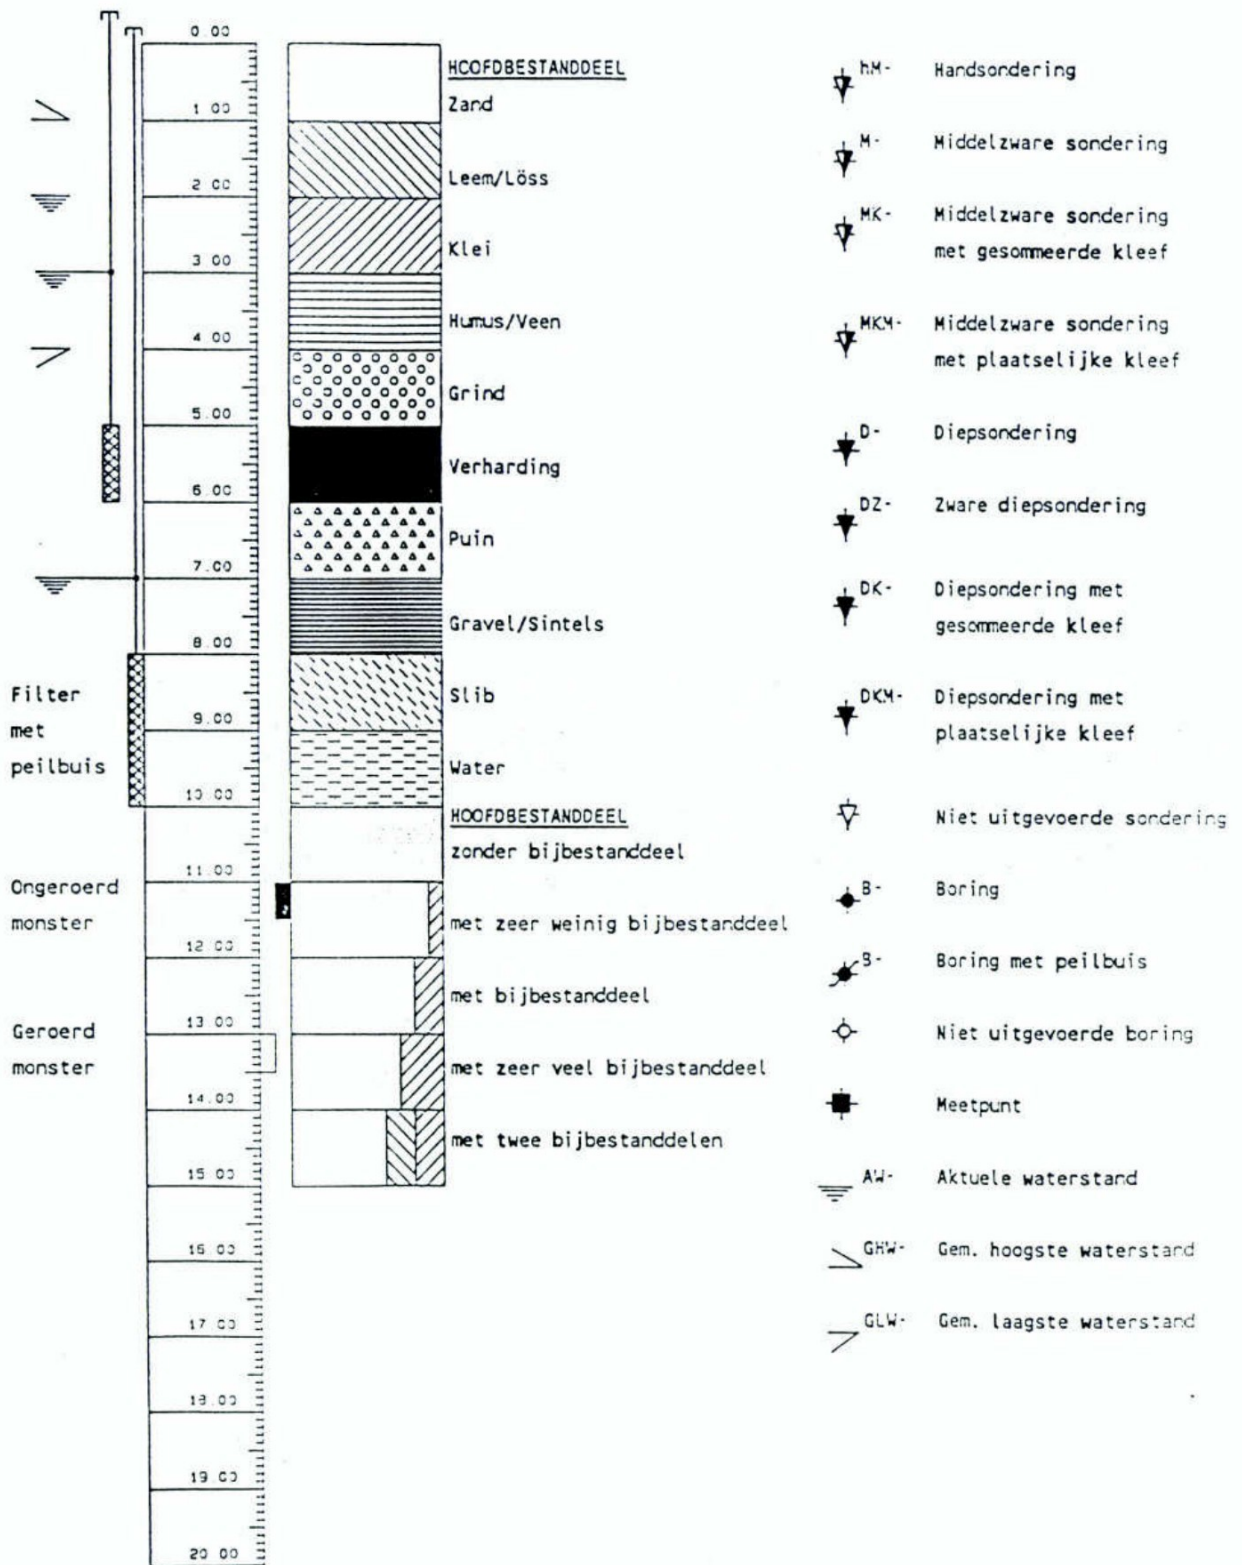 0.00
1.00
2.00
3.00
4.00
5.00
6.00
7.00
8.00
9.00
10.00
11.00
12.00
13.00
14.00
15.00
16.00
17.00
18.00
19.00
20.00
Filter
met
peilbuis
Ongeroerd
monster
Geroerd
monster
HOOFDBESTANDDEEL
Zand
Leem/Löss
Klei
Humus/Veen
Grind
Verharding
Puin
Gravel/Sintels
Slib
Water
HOOFDBESTANDDEEL
zonder bijbestanddeel
met zeer weinig bijbestanddeel
met bijbestanddeel
met zeer veel bijbestanddeel
met twee bijbestanddelen
hM- Handsondering
M- Middelzware sondering
MK- Middelzware sondering
met gesommeerde kleef
MKM- Middelzware sondering
met plaatselijke kleef
D- Diepsondering
DZ- Zware diepsondering
DK- Diepsondering met
gesommeerde kleef
DKM- Diepsondering met
plaatselijke kleef
Niet uitgevoerde sondering
B- Boring
B- Boring met peilbuis
Niet uitgevoerde boring
Meetpunt
AW- Aktuele waterstand
GHW- Gem. hoogste waterstand
GLW- Gem. laagste waterstand